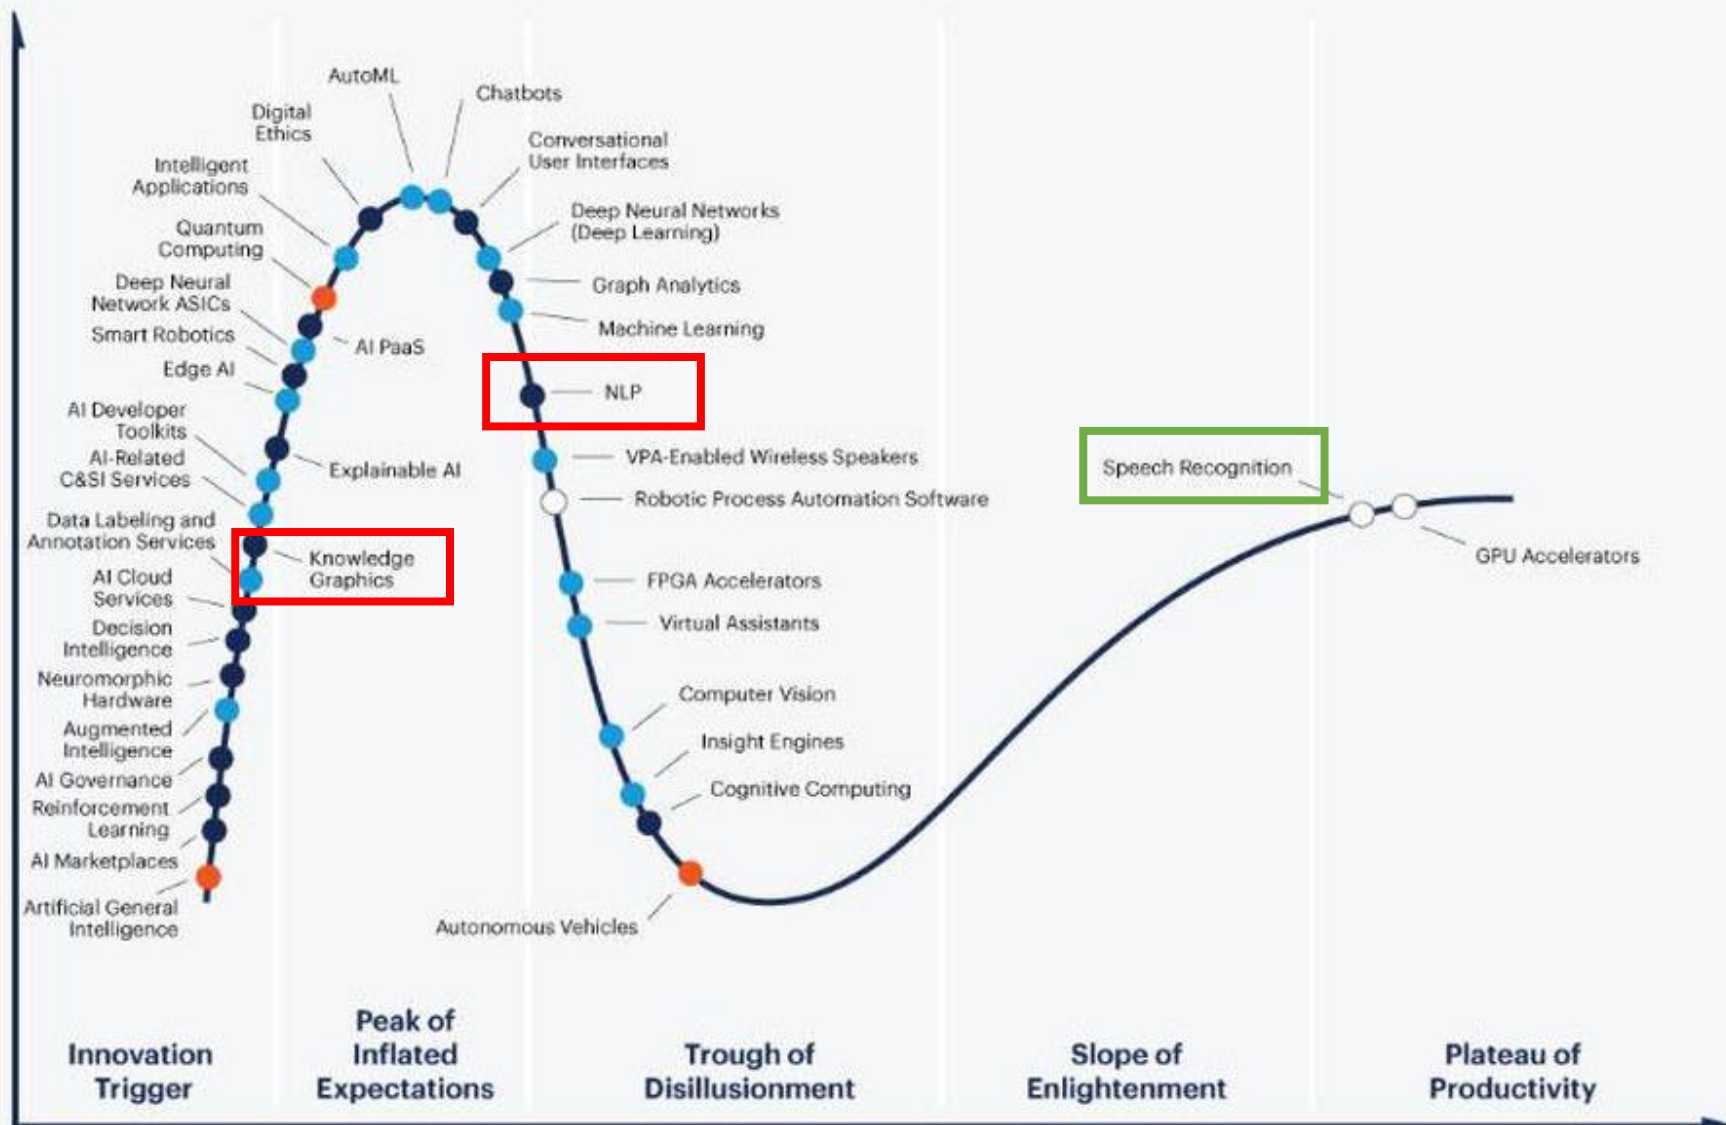 AutoML
Chatbots
Digital
Ethics
Conversational
User Interfaces
Intelligent
Applications
Deep Neural Networks
(Deep Learning)
Quantum
Computing
Graph Analytics
Deep Neural
Network ASICs
Machine Learning
Smart Robotics
AI PaaS
Edge AI
NLP
AI Developer
Toolkits
AI-Related
C&SI Services
Explainable AI
VPA-Enabled Wireless Speakers
Speech Recognition
Robotic Process Automation Software
Data Labeling and
Annotation Services
Knowledge
Graphics
GPU Accelerators
AI Cloud
Services
FPGA Accelerators
Decision
Intelligence
Virtual Assistants
Neuromorphic
Hardware
Computer Vision
Augmented
Intelligence
Insight Engines
AI Governance
Cognitive Computing
Reinforcement
Learning
AI Marketplaces
Artificial General
Intelligence
Autonomous Vehicles
Innovation
Trigger
Peak of
Inflated
Expectations
Trough of
Disillusionment
Slope of
Enlightenment
Plateau of
Productivity